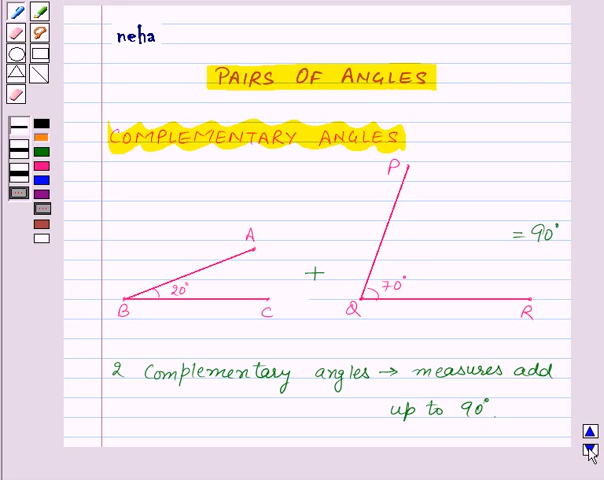 neha
PAIRS OF ANGLES
COMPLEMENTARY ANGLES
P
A
= 90°
+
20°
70°
B
C
Q
R
2 Complementary angles → measures add
up to 90°.